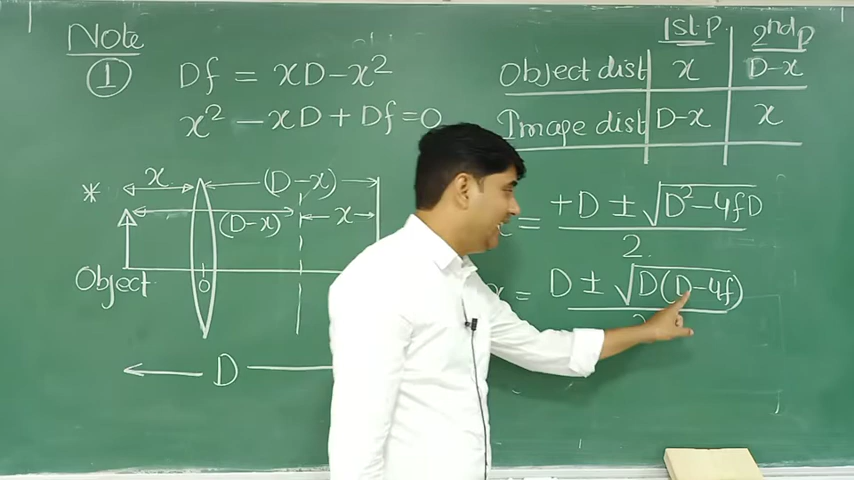 Note
①
Df = xD-x²
x² - xD + Df = 0
1st P. 2nd P
Object dist x D-x
Image dist D-x x
* x (D-x)
(D-x) x
Object
O
D
= +D ± √D²-4fD
2
= D ± √D(D-4f)